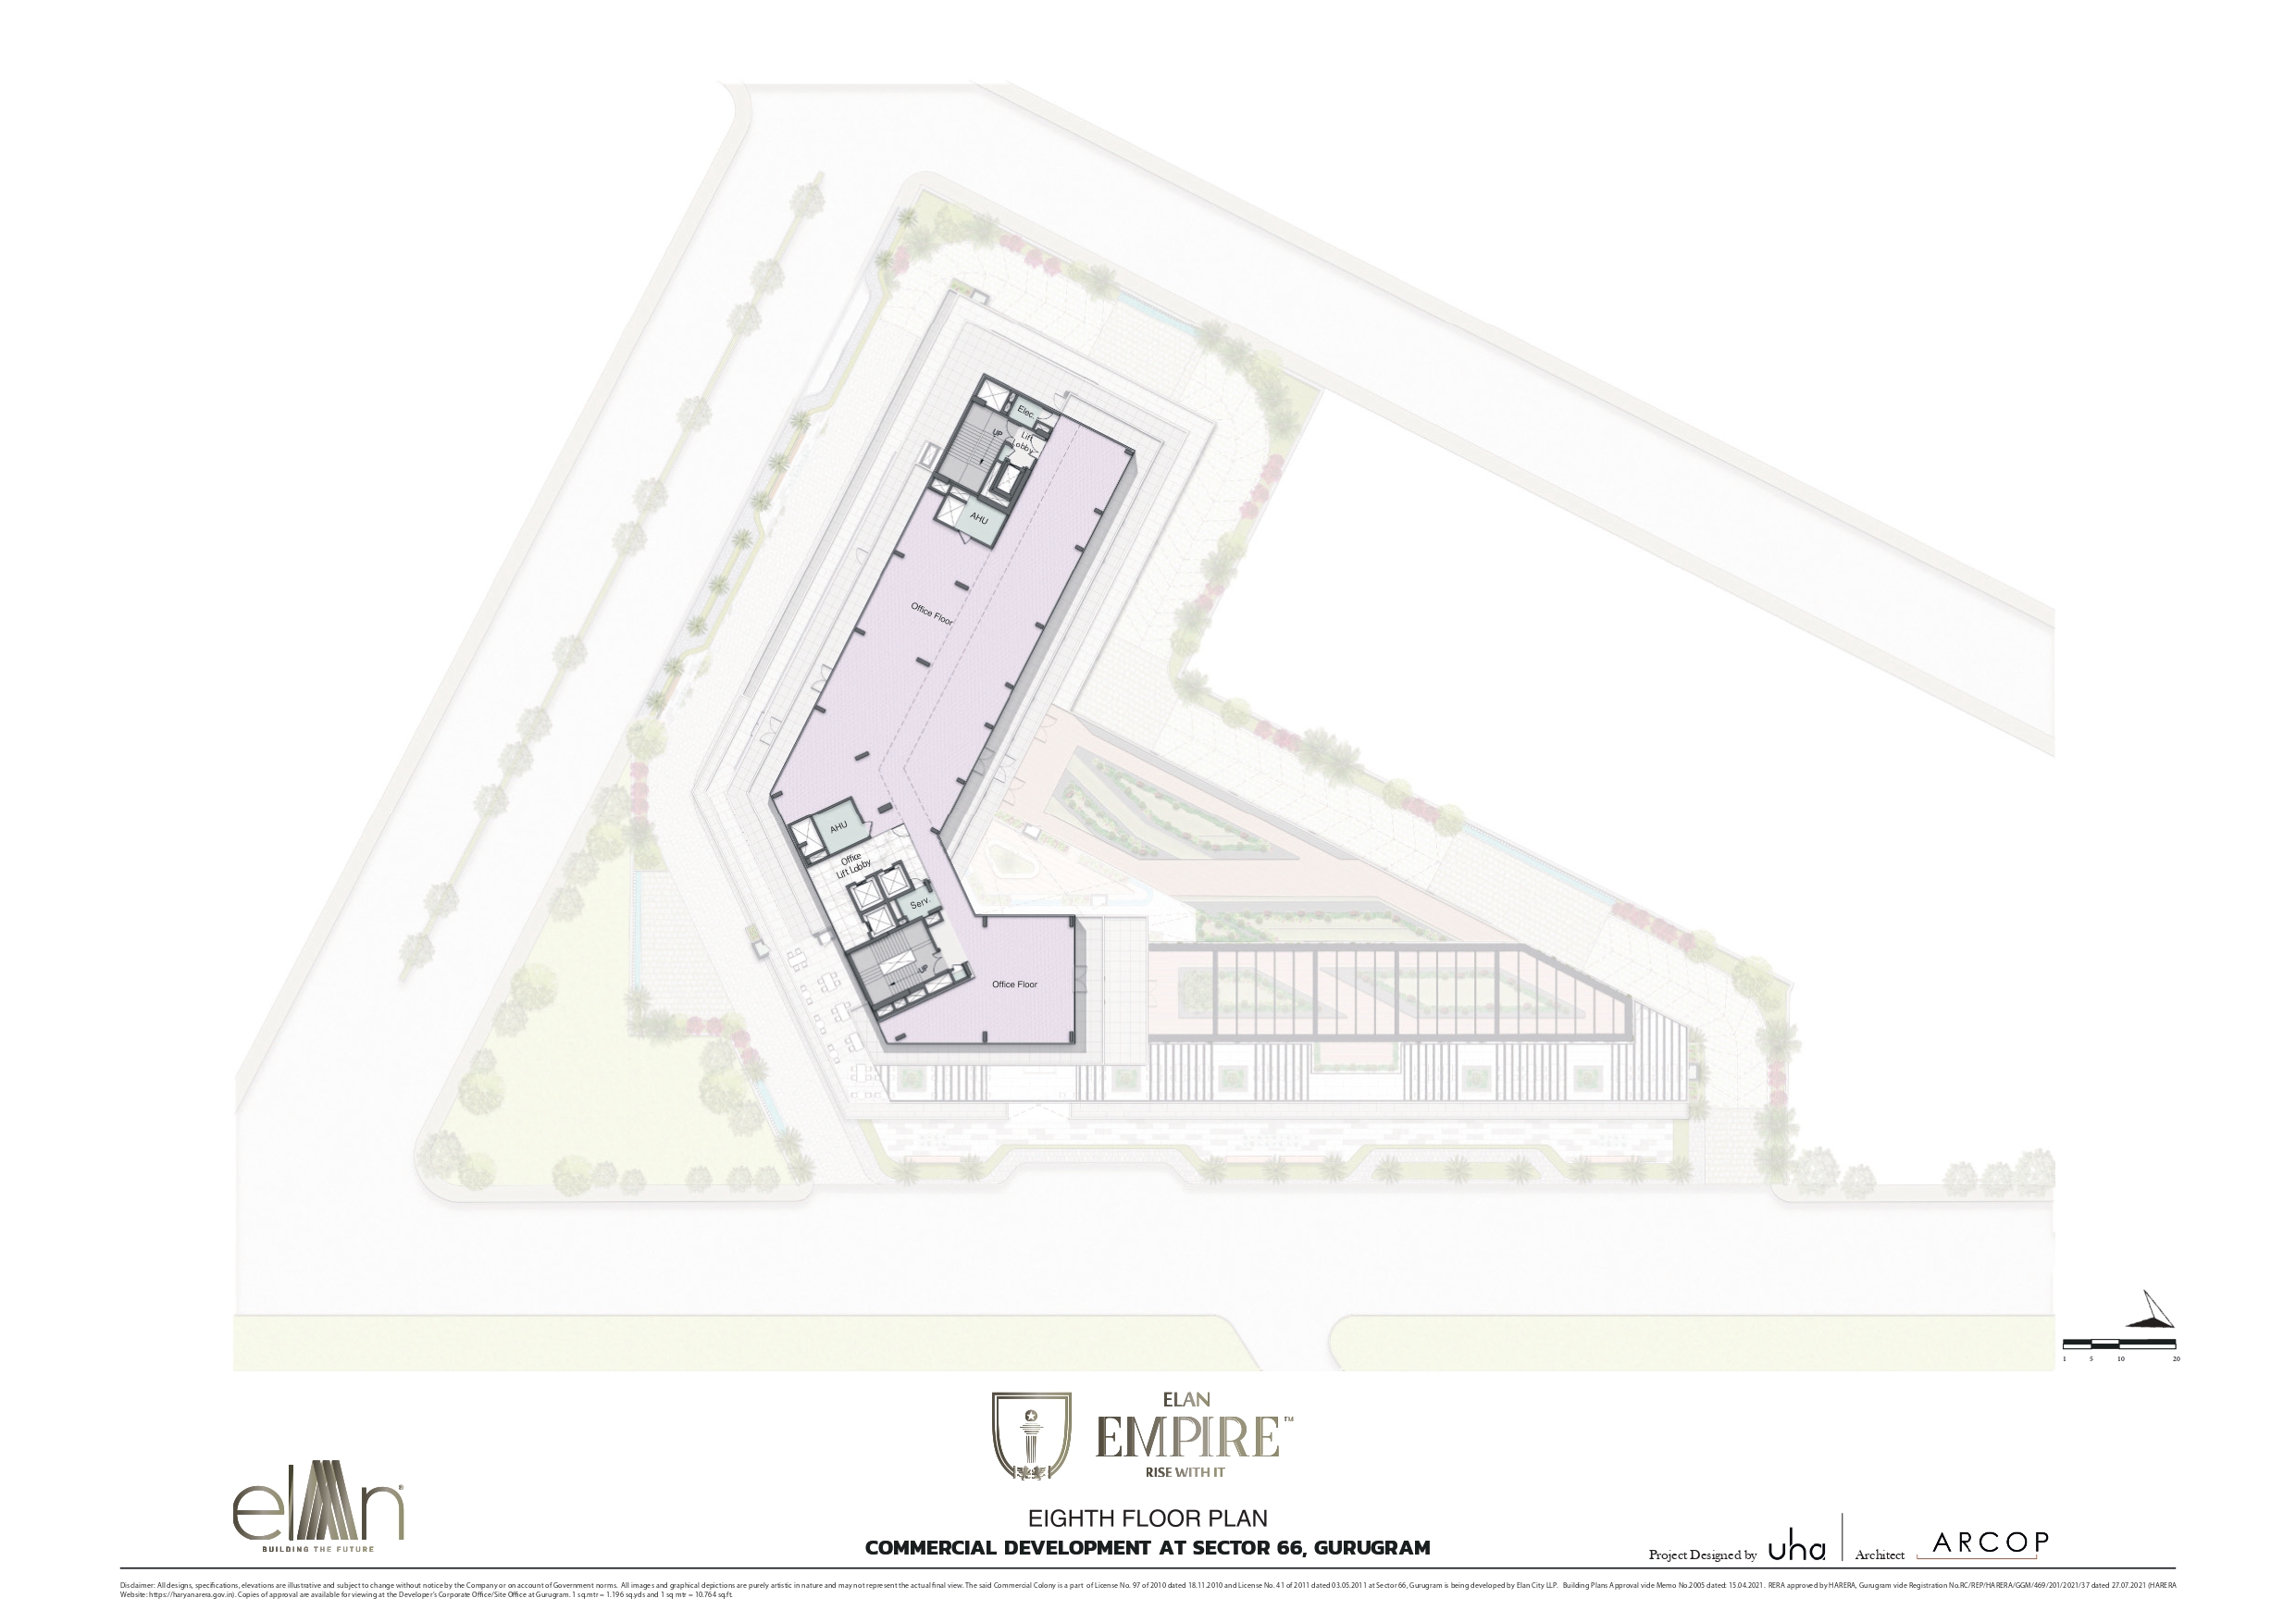 Elec.
UP
Lift
Lobby
AHU
Office Floor
AHU
Office
Lift Lobby
Serv.
UP
Office Floor
1 5 10 20
ELAN
EMPIRE™
RISE WITH IT
elan®
BUILDING THE FUTURE
EIGHTH FLOOR PLAN
COMMERCIAL DEVELOPMENT AT SECTOR 66, GURUGRAM
Project Designed by uha Architect ARCOP
Disclaimer: All designs, specifications, elevations are illustrative and subject to change without notice by the Company or on account of Government norms. All images and graphical depictions are purely artistic in nature and may not represent the actual final view. The said Commercial Colony is a part of License No. 97 of 2010 dated 18.11.2010 and License No. 41 of 2011 dated 03.05.2011 at Sector 66, Gurugram is being developed by Elan City LLP. Building Plans Approval vide Memo No.2005 dated: 15.04.2021. RERA approved by HARERA, Gurugram vide Registration No.RC/REP/HARERA/GGM/469/201/2021/37 dated 27.07.2021 (HARERA
Website: https://haryanarera.gov.in). Copies of approval are available for viewing at the Developer's Corporate Office/Site Office at Gurugram. 1 sq.mtr = 1.196 sq.yds and 1 sq mtr = 10.764 sq.ft.